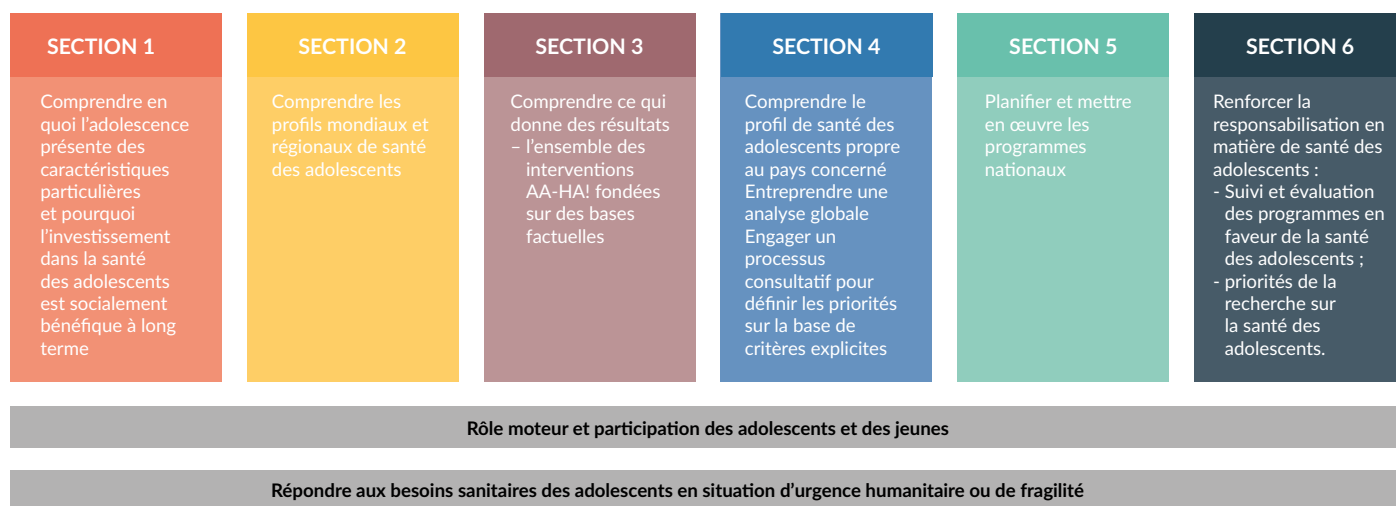 SECTION 1
Comprendre en
quoi l’adolescence
présente des
caractéristiques
particulières
et pourquoi
l’investissement
dans la santé
des adolescents
est socialement
bénéfique à long
terme
SECTION 2
Comprendre les
profils mondiaux et
régionaux de santé
des adolescents
SECTION 3
Comprendre ce qui
donne des résultats
– l’ensemble des
interventions
AA-HA! fondées
sur des bases
factuelles
SECTION 4
Comprendre le
profil de santé des
adolescents propre
au pays concerné
Entreprendre une
analyse globale
Engager un
processus
consultatif pour
définir les priorités
sur la base de
critères explicites
SECTION 5
Planifier et mettre
en œuvre les
programmes
nationaux
SECTION 6
Renforcer la
responsabilisation en
matière de santé des
adolescents :
- Suivi et évaluation
des programmes en
faveur de la santé
des adolescents ;
- priorités de la
recherche sur
la santé des
adolescents.
Rôle moteur et participation des adolescents et des jeunes
Répondre aux besoins sanitaires des adolescents en situation d’urgence humanitaire ou de fragilité